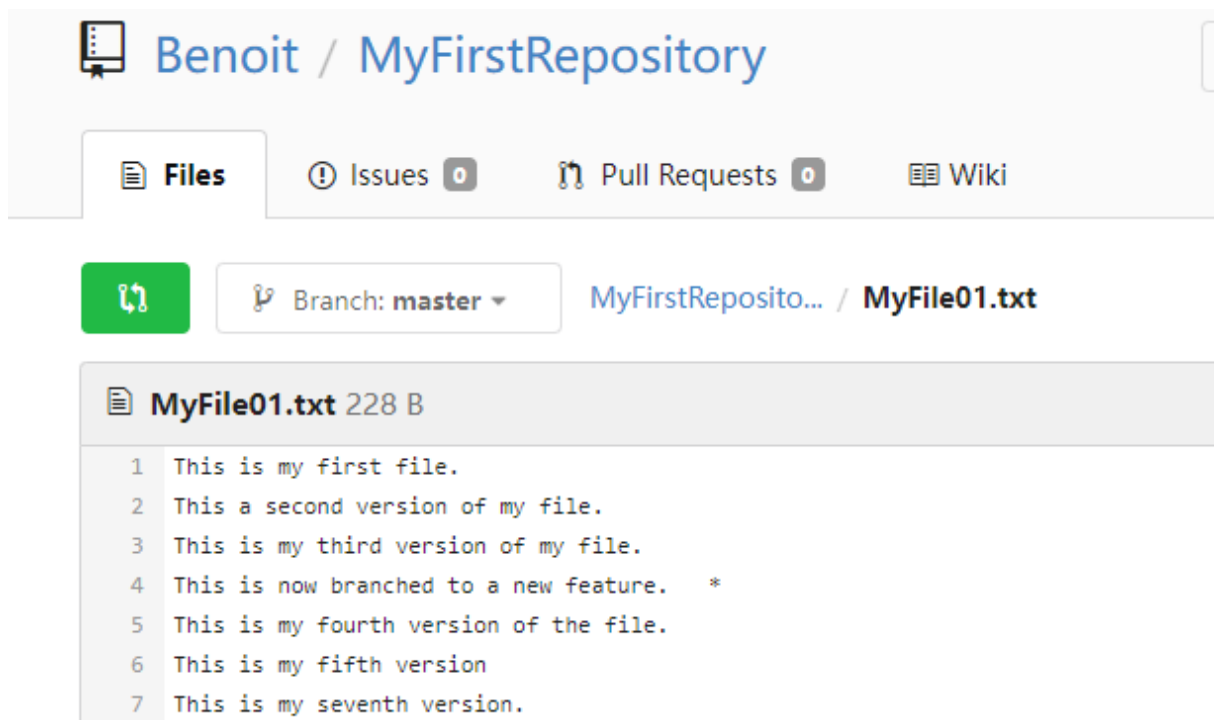 Benoit / MyFirstRepository
Files Issues 0 Pull Requests 0 Wiki
Branch: master MyFirstReposito... / MyFile01.txt
MyFile01.txt 228 B
1 This is my first file.
2 This a second version of my file.
3 This is my third version of my file.
4 This is now branched to a new feature. *
5 This is my fourth version of the file.
6 This is my fifth version
7 This is my seventh version.